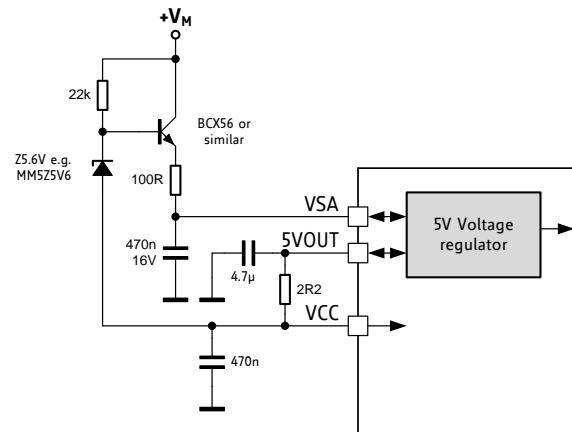 +VM
22k
BCX56 or
similar
Z5.6V e.g.
MM5Z5V6
100R
VSA
5V Voltage
regulator
470n
16V
5VOUT
4.7µ
2R2
VCC
470n